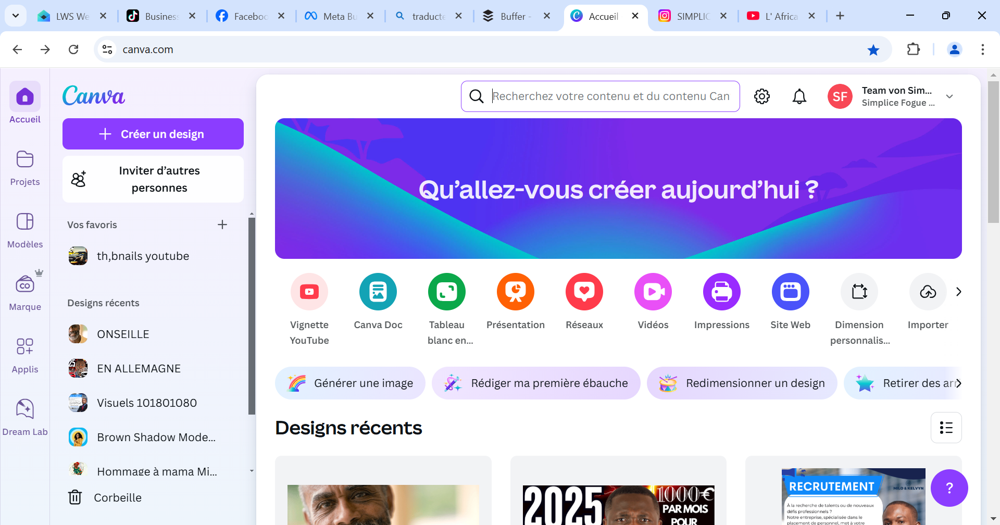 LWS We
Business
Faceboo
Meta Bu
traducte
Buffer -
Accueil
SIMPLIC
L' Africa
canva.com
Canva
Recherchez votre contenu et du contenu Can
SF
Team von Sim...
Simplice Fogue ...
Accueil
Projets
Modèles
Marque
Applis
Dream Lab
Créer un design
Inviter d’autres
personnes
Vos favoris
th,bnails youtube
Designs récents
ONSEILLE
EN ALLEMAGNE
Visuels 101801080
Brown Shadow Mode...
Hommage à mama Mi...
Corbeille
Qu’allez-vous créer aujourd’hui ?
Vignette
YouTube
Canva Doc
Tableau
blanc en...
Présentation
Réseaux
Vidéos
Impressions
Site Web
Dimension
personnalis...
Importer
Générer une image
Rédiger ma première ébauche
Redimensionner un design
Retirer des arr
Designs récents
2025
1000€
PAR MOIS
POUR
RECRUTEMENT
MILO & KELVYN
À la recherche de talents ou de nouveaux
défis professionnels ?
Notre entreprise, spécialisée dans le
placement de personnel, met à votre
?